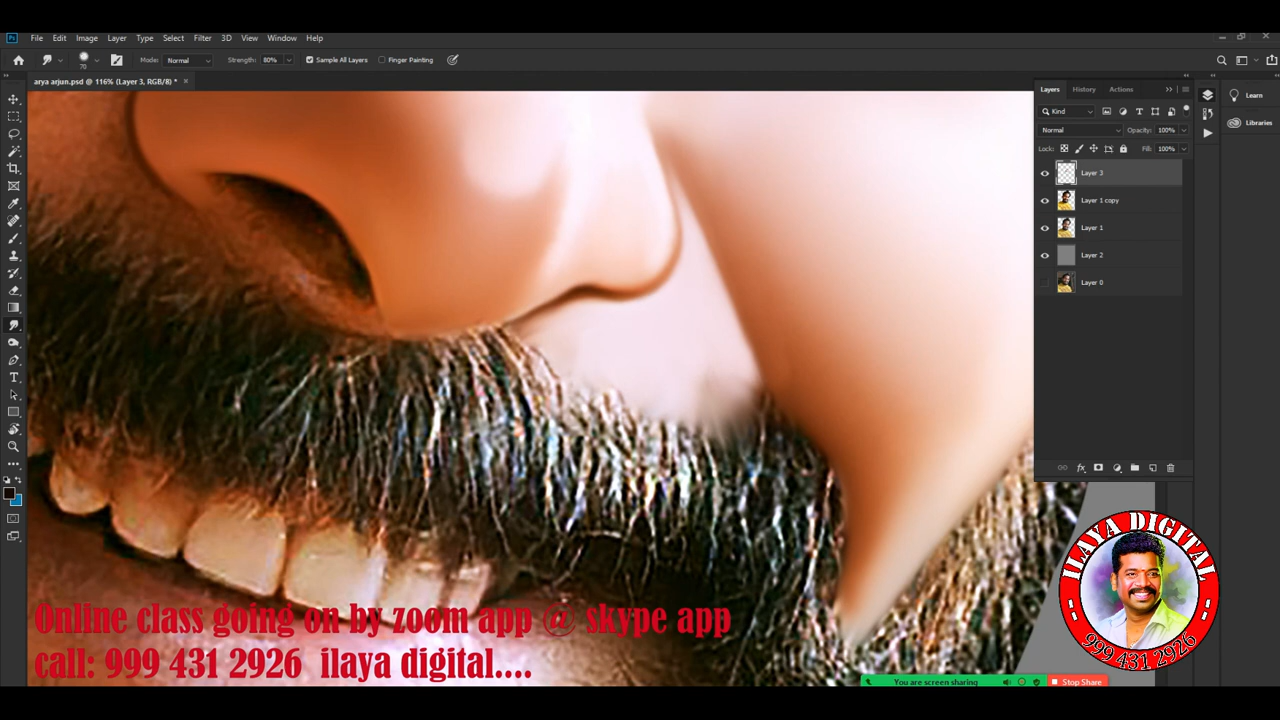 File Edit Image Layer Type Select Filter 3D View Window Help
70 Mode: Normal Strength: 80% Sample All Layers Finger Painting
arya arjun.psd @ 116% (Layer 3, RGB/8) *
Layers History Actions
Kind
Normal Opacity: 100%
Lock: Fill: 100%
Layer 3
Layer 1 copy
Layer 1
Layer 2
Layer 0
Learn
Libraries
Online class going on by zoom app @ skype app
call: 999 431 2926 ilaya digital....
ILAYA DIGITAL
- 999 431 2926 -
You are screen sharing Stop Share